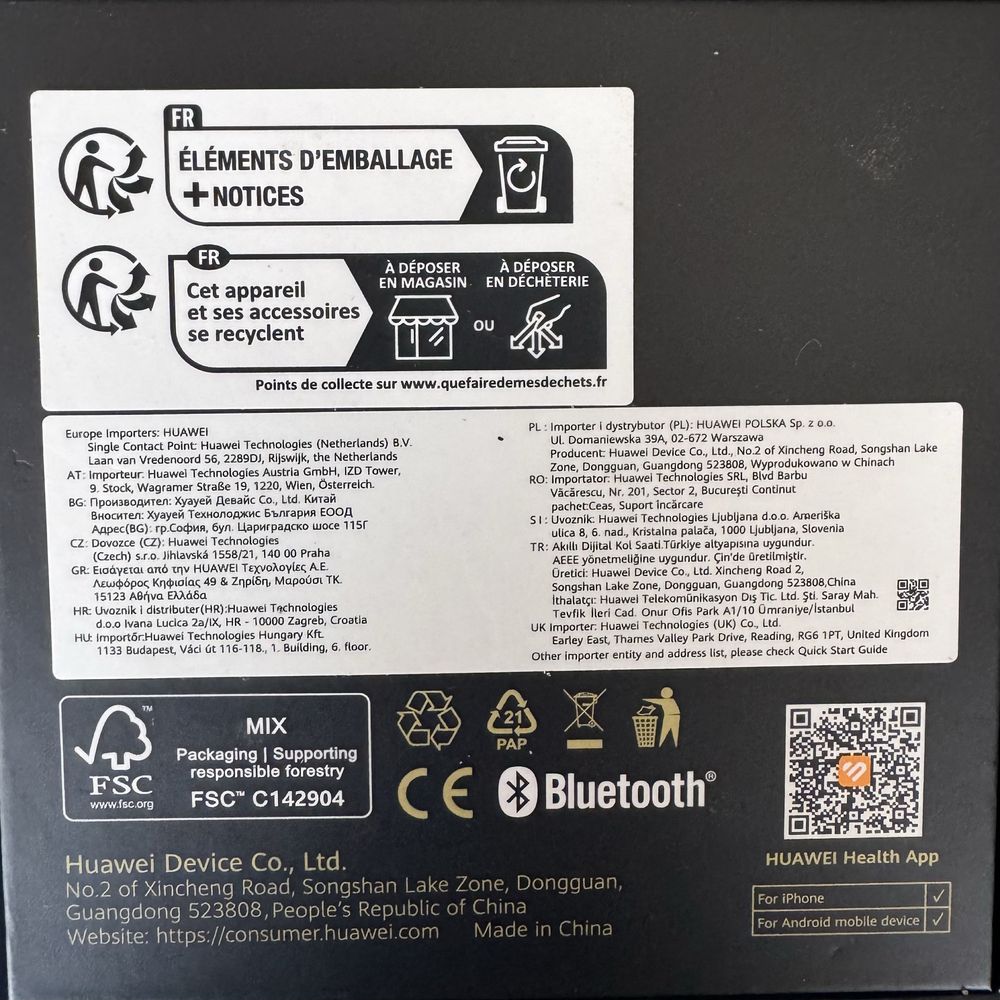 FR
ÉLÉMENTS D'EMBALLAGE
+NOTICES
FR
Cet appareil
et ses accessoires
se recyclent
À DÉPOSER
EN MAGASIN
OU
À DÉPOSER
EN DÉCHÈTERIE
Points de collecte sur www.quefairedemesdechets.fr
Europe Importers: HUAWEI
Single Contact Point: Huawei Technologies (Netherlands) B.V.
Laan van Vredenoord 56, 2289DJ, Rijswijk, the Netherlands
AT: Importeur: Huawei Technologies Austria GmbH, IZD Tower,
9. Stock, Wagramer Straße 19, 1220, Wien, Österreich.
BG: Производител: Хуауей Девайс Co., Ltd. Китай
Вносител: Хуауей Технолоджис България ЕООД
Адрес(BG): гр.София, бул. Цариградско шосе 115Г
CZ: Dovozce (CZ): Huawei Technologies
(Czech) s.r.o. Jihlavská 1558/21, 140 00 Praha
GR: Εισάγεται από την HUAWEI Τεχνολογίες Α.Ε.
Λεωφόρος Κηφισίας 49 & Ζηρίδη, Μαρούσι ΤΚ.
15123 Αθήνα Ελλάδα
HR: Uvoznik i distributer(HR):Huawei Technologies
d.o.o Ivana Lucica 2a/IX, HR - 10000 Zagreb, Croatia
HU: Importőr:Huawei Technologies Hungary Kft.
1133 Budapest, Váci út 116-118., 1. Building, 6. floor.
PL : Importer i dystrybutor (PL): HUAWEI POLSKA Sp. z o.o.
Ul. Domaniewska 39A, 02-672 Warszawa
Producent: Huawei Device Co., Ltd., No.2 of Xincheng Road, Songshan Lake
Zone, Dongguan, Guangdong 523808, Wyprodukowano w Chinach
RO: Importator: Huawei Technologies SRL, Blvd Barbu
Văcărescu, Nr. 201, Sector 2, București Continut
pachet:Ceas, Suport încărcare
SI: Uvoznik: Huawei Technologies Ljubljana d.o.o. Ameriška
ulica 8, 6. nad., Kristalna palača, 1000 Ljubljana, Slovenia
TR: Akıllı Dijital Kol Saati.Türkiye altyapısına uygundur.
AEEE yönetmeliğine uygundur. Çin'de üretilmiştir.
Üretici: Huawei Device Co., Ltd. Xincheng Road 2,
Songshan Lake Zone, Dongguan, Guangdong 523808,China
İthalatçı: Huawei Telekomünikasyon Dış Tic. Ltd. Şti. Saray Mah.
Tevfik İleri Cad. Onur Ofis Park A1/10 Ümraniye/İstanbul
UK Importer: Huawei Technologies (UK) Co., Ltd.
Earley East, Thames Valley Park Drive, Reading, RG6 1PT, United Kingdom
Other importer entity and address list, please check Quick Start Guide
FSC™
www.fsc.org
MIX
Packaging | Supporting
responsible forestry
FSC™ C142904
21
PAP
CE
Bluetooth®
HUAWEI Health App
For iPhone ✓
For Android mobile device ✓
Huawei Device Co., Ltd.
No.2 of Xincheng Road, Songshan Lake Zone, Dongguan,
Guangdong 523808, People's Republic of China
Website: https://consumer.huawei.com Made in China